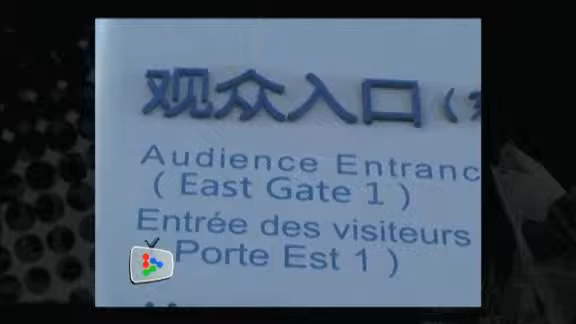 观众入口（
Audience Entranc
( East Gate 1 )
Entrée des visiteurs
Porte Est 1 )